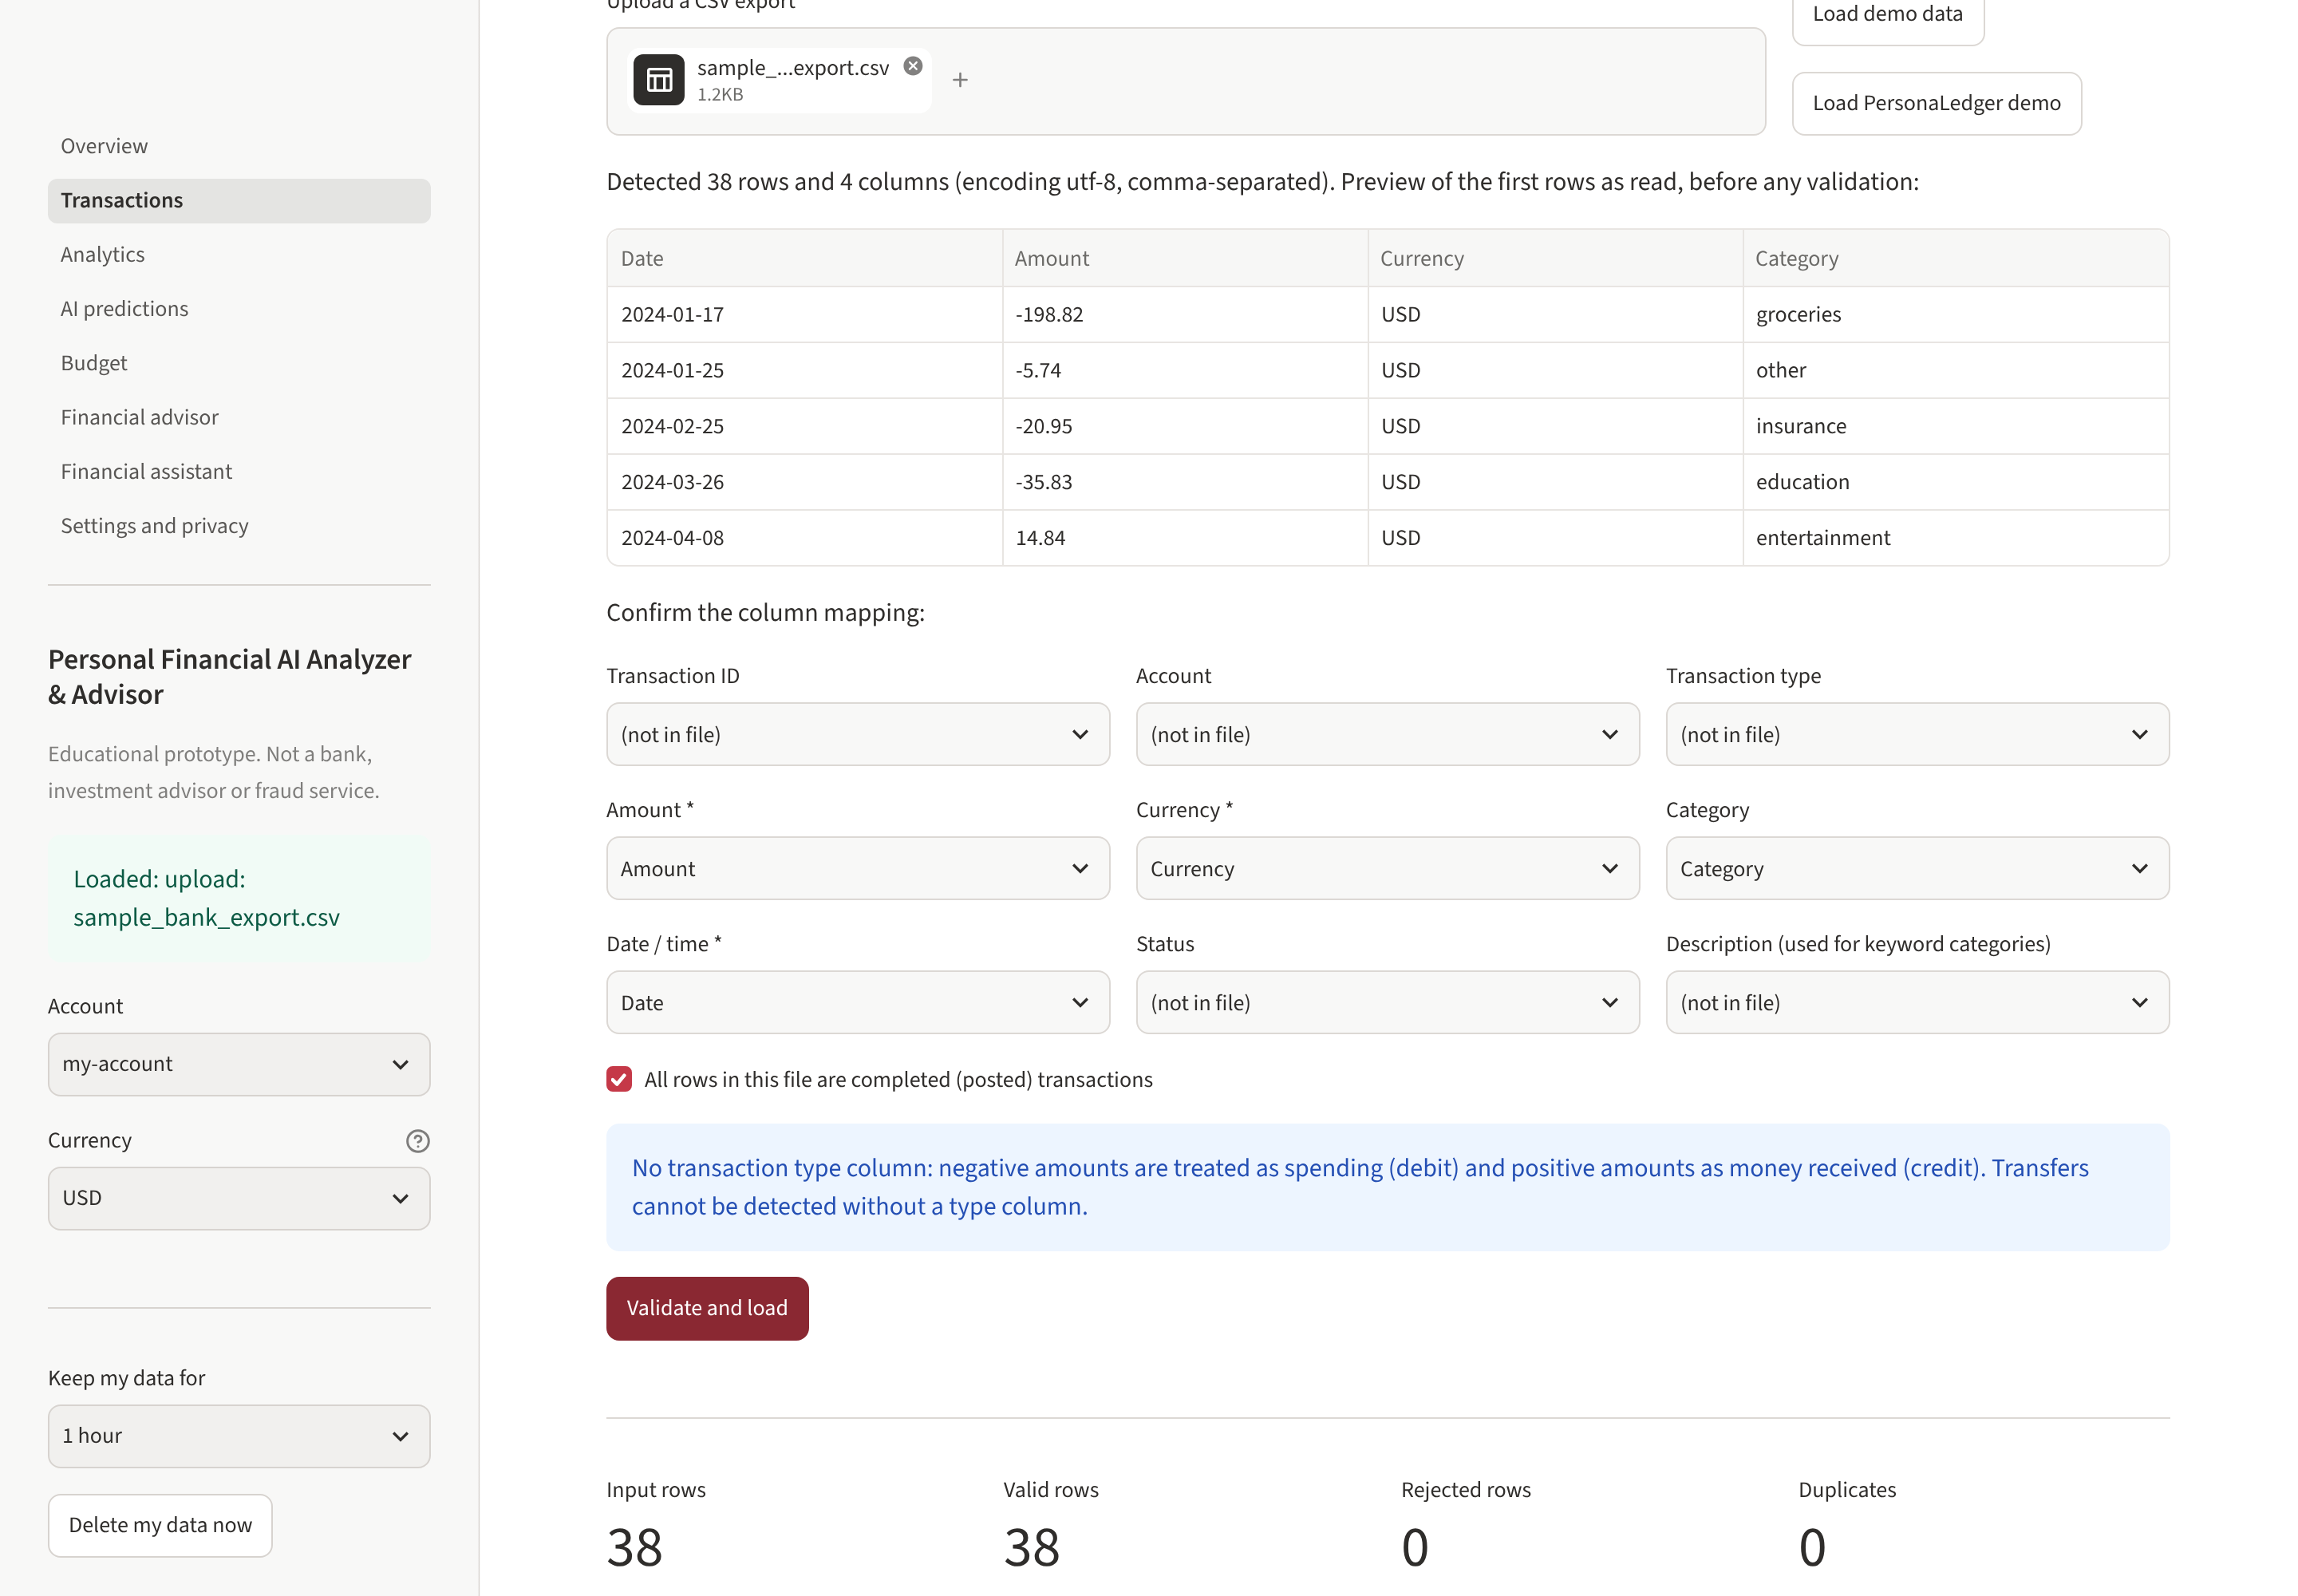 Overview
Transactions
Analytics
AI predictions
Budget
Financial advisor
Financial assistant
Settings and privacy
Personal Financial AI Analyzer
& Advisor
Educational prototype. Not a bank,
investment advisor or fraud service.
Loaded: upload:
sample_bank_export.csv
Account
my-account
Currency
USD
Keep my data for
1 hour
Delete my data now
Upload a CSV export
sample_...export.csv
1.2KB
Load demo data
Load PersonaLedger demo
Detected 38 rows and 4 columns (encoding utf-8, comma-separated). Preview of the first rows as read, before any validation:
Date Amount Currency Category
2024-01-17 -198.82 USD groceries
2024-01-25 -5.74 USD other
2024-02-25 -20.95 USD insurance
2024-03-26 -35.83 USD education
2024-04-08 14.84 USD entertainment
Confirm the column mapping:
Transaction ID Account Transaction type
(not in file) (not in file) (not in file)
Amount * Currency * Category
Amount Currency Category
Date / time * Status Description (used for keyword categories)
Date (not in file) (not in file)
All rows in this file are completed (posted) transactions
No transaction type column: negative amounts are treated as spending (debit) and positive amounts as money received (credit). Transfers
cannot be detected without a type column.
Validate and load
Input rows Valid rows Rejected rows Duplicates
38 38 0 0